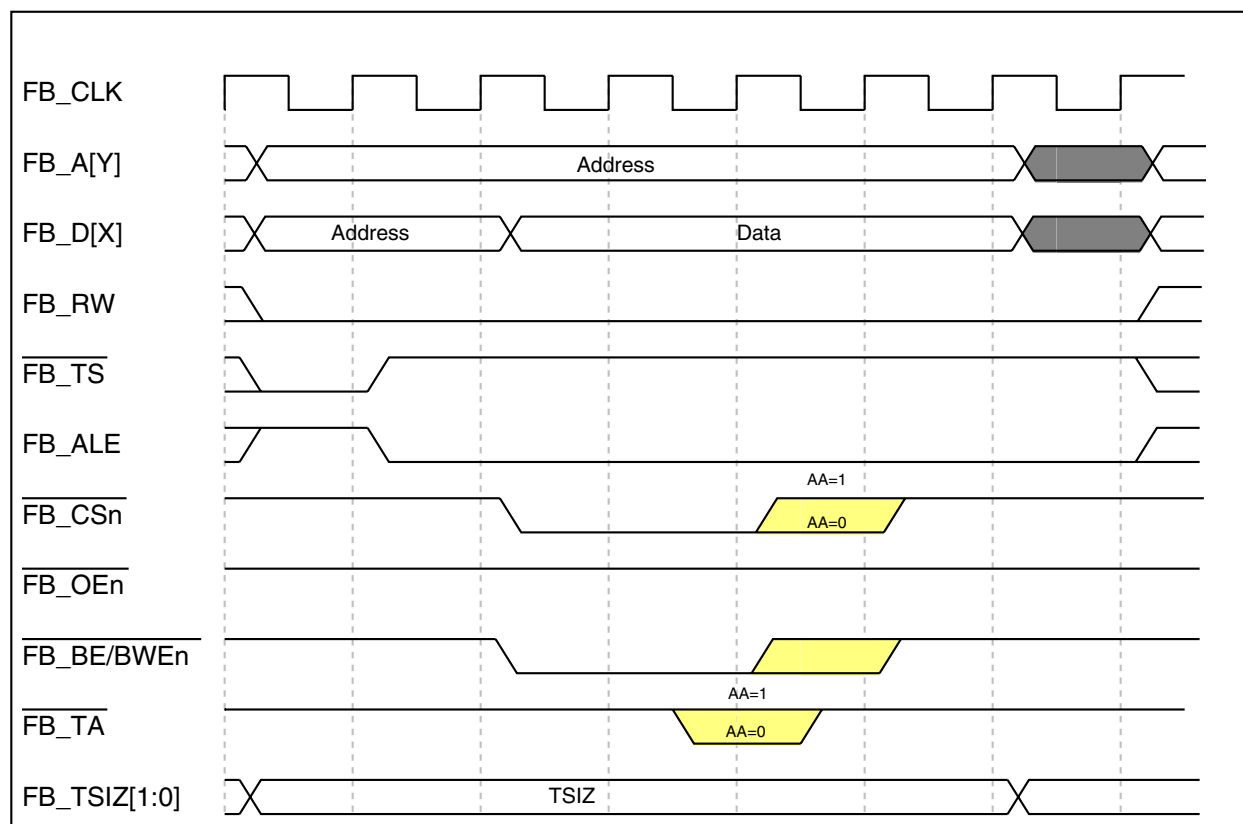 FB_CLK
FB_A[Y]
Address
FB_D[X]
Address
Data
FB_RW
FB_TS
FB_ALE
AA=1
FB_CSn
AA=0
FB_OEn
FB_BE/BWEn
AA=1
FB_TA
AA=0
FB_TSIZ[1:0]
TSIZ